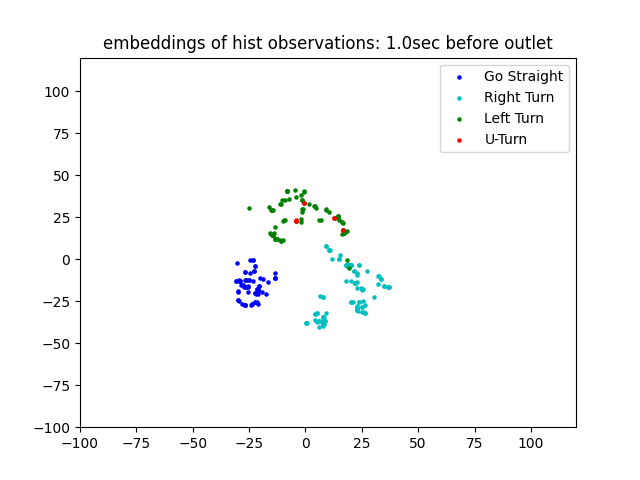 embeddings of hist observations: 1.0sec before outlet
Go Straight
Right Turn
Left Turn
U-Turn
100
75
50
25
0
−25
−50
−75
−100
−100 −75 −50 −25 0 25 50 75 100